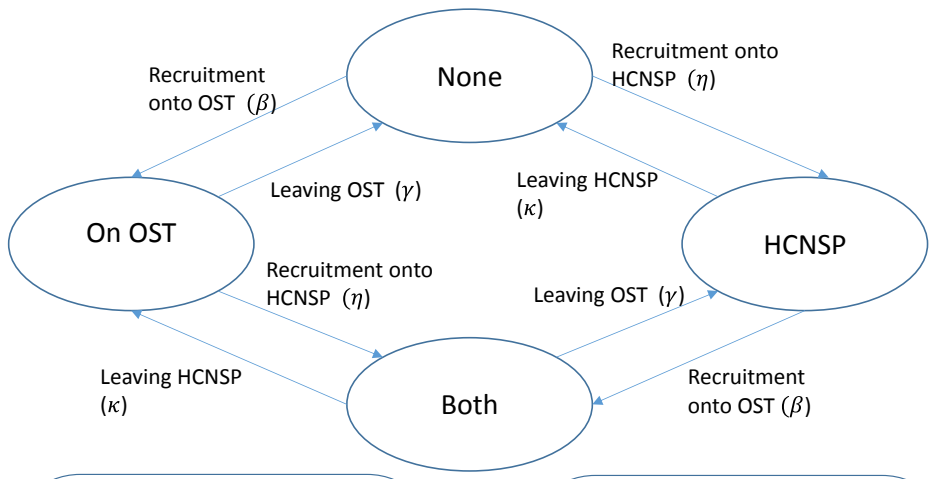 None
Recruitment
onto OST (β)
Recruitment onto
HCNSP (η)
Leaving OST (γ)
Leaving HCNSP
(κ)
On OST
HCNSP
Recruitment onto
HCNSP (η)
Leaving OST (γ)
Leaving HCNSP
(κ)
Both
Recruitment
onto OST (β)